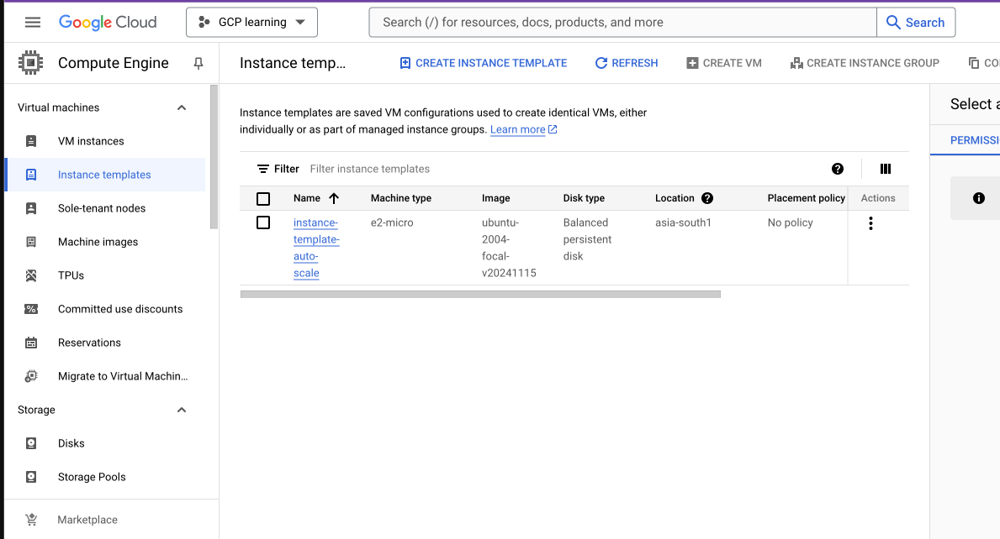 Google Cloud
GCP learning
Search (/) for resources, docs, products, and more
Search
Compute Engine
Instance temp...
CREATE INSTANCE TEMPLATE
REFRESH
CREATE VM
CREATE INSTANCE GROUP
CO
Virtual machines
VM instances
Instance templates
Sole-tenant nodes
Machine images
TPUs
Committed use discounts
Reservations
Migrate to Virtual Machin...
Storage
Disks
Storage Pools
Marketplace
Instance templates are saved VM configurations used to create identical VMs, either
individually or as part of managed instance groups. Learn more
Filter Filter instance templates
Name Machine type Image Disk type Location Placement policy Actions
instance- e2-micro ubuntu- Balanced asia-south1 No policy
template- 2004- persistent
auto- focal- disk
scale v20241115
Select a
PERMISSI